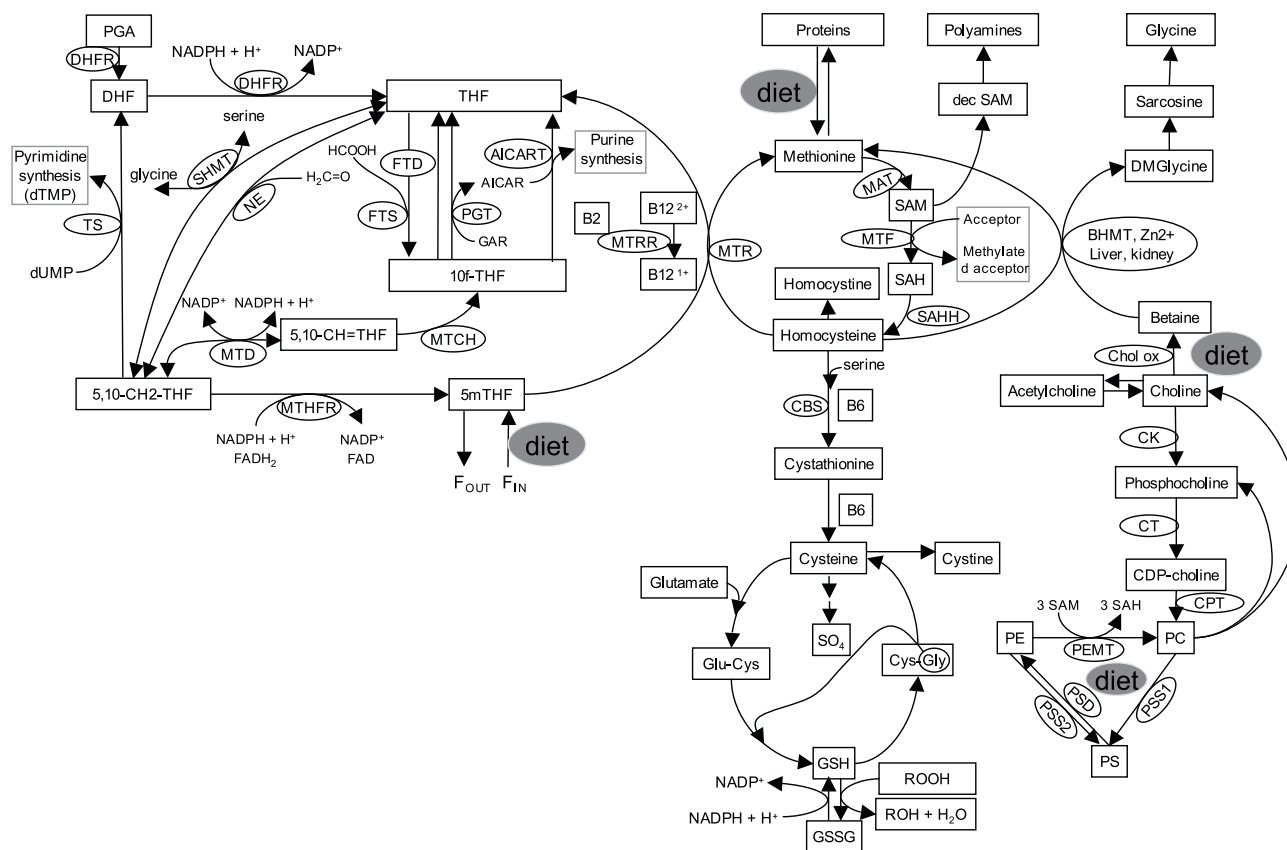 PGA
DHFR
NADPH + H⁺
NADP⁺
DHFR
DHF
THF
serine
Pyrimidine
synthesis
(dTMP)
glycine
SHMT
NE
H₂C=O
HCOOH
FTD
AICART
Purine
synthesis
AICAR
FTS
PGT
GAR
TS
dUMP
10f-THF
NADP⁺
NADPH + H⁺
MTD
5,10-CH=THF
MTCH
5,10-CH2-THF
MTHFR
NADPH + H⁺
FADH₂
NADP⁺
FAD
5mTHF
diet
F_OUT
F_IN
B2
B12 ²⁺
MTRR
B12 ¹⁺
MTR
Proteins
diet
Methionine
MAT
SAM
MTF
SAH
SAHH
Polyamines
dec SAM
Acceptor
Methylate
d acceptor
Homocystine
Homocysteine
serine
CBS
B6
Cystathionine
B6
Cysteine
Cystine
Glutamate
SO₄
Glu-Cys
Cys-Gly
GSH
NADP⁺
NADPH + H⁺
ROOH
ROH + H₂O
GSSG
Glycine
Sarcosine
DMGlycine
BHMT, Zn2+
Liver, kidney
Betaine
Chol ox
diet
Acetylcholine
Choline
CK
Phosphocholine
CT
CDP-choline
CPT
3 SAM
3 SAH
PE
PEMT
PC
diet
PSD
PSS2
PSS1
PS